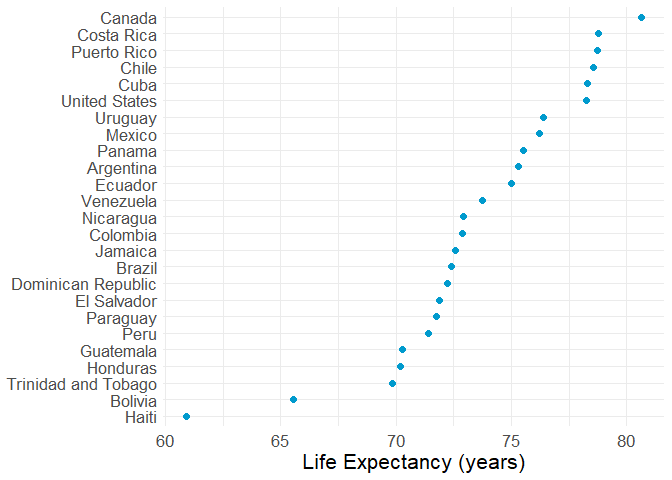 Canada
Costa Rica
Puerto Rico
Chile
Cuba
United States
Uruguay
Mexico
Panama
Argentina
Ecuador
Venezuela
Nicaragua
Colombia
Jamaica
Brazil
Dominican Republic
El Salvador
Paraguay
Peru
Guatemala
Honduras
Trinidad and Tobago
Bolivia
Haiti
60 65 70 75 80
Life Expectancy (years)